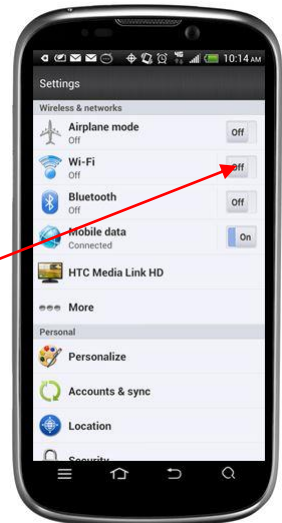 10:14 AM
Settings
Wireless & networks
Airplane mode
Off
Off
Wi-Fi
Off
Off
Bluetooth
Off
Off
Mobile data
Connected
On
HTC Media Link HD
More
Personal
Personalize
Accounts & sync
Location
Security